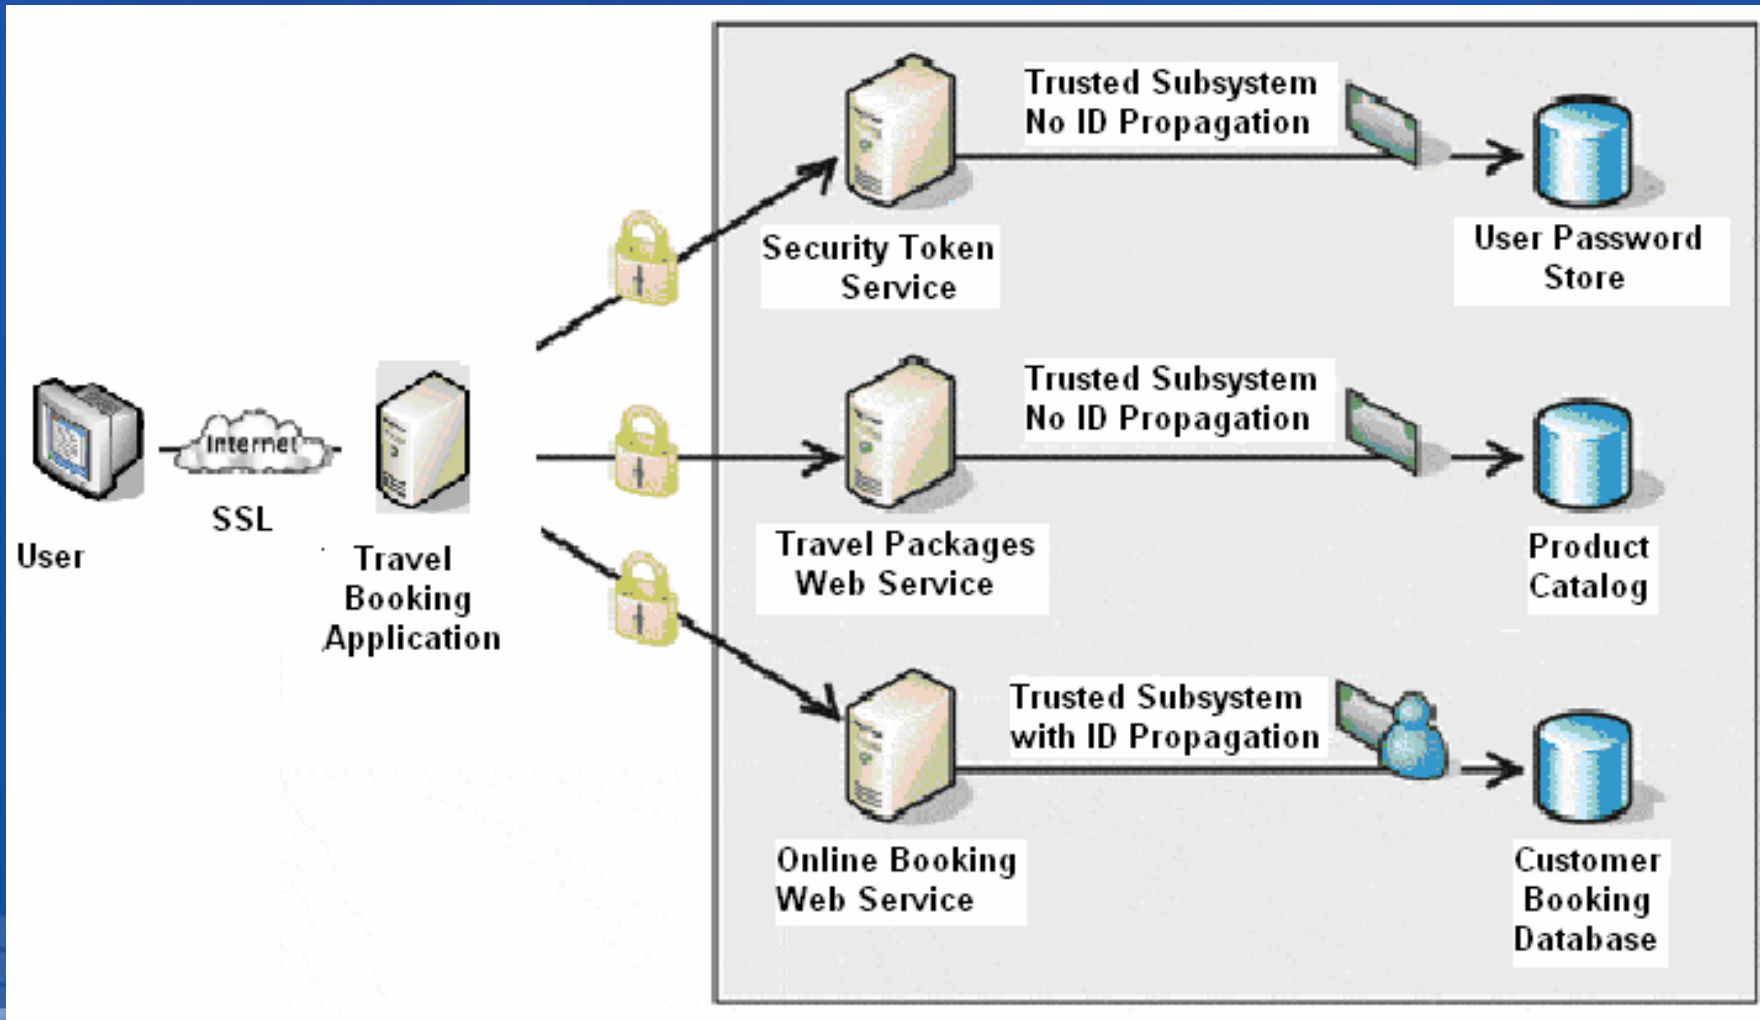 Trusted Subsystem
No ID Propagation
Security Token
Service
User Password
Store
Internet
SSL
User
Travel
Booking
Application
Trusted Subsystem
No ID Propagation
Travel Packages
Web Service
Product
Catalog
Trusted Subsystem
with ID Propagation
Online Booking
Web Service
Customer
Booking
Database